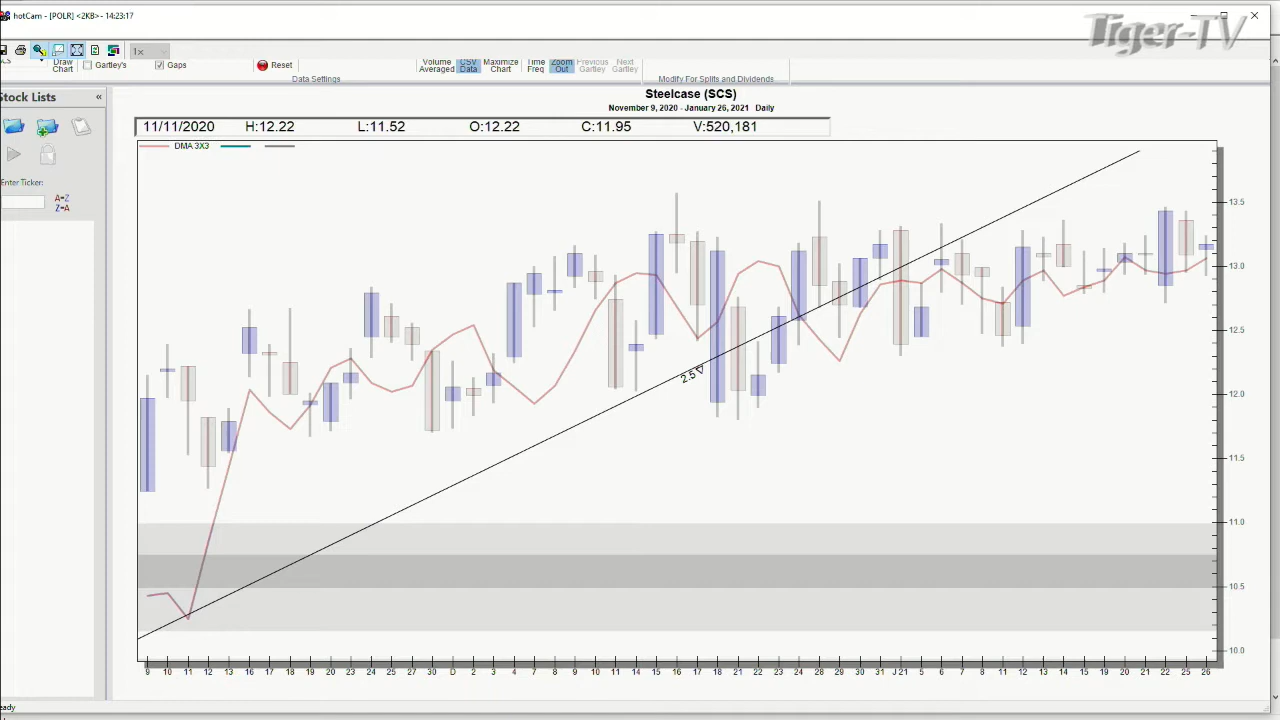 hotCam - [POLR] <2KB> - 14:23:17
Tiger-TV
1x
Draw
Chart
Gartley's
Gaps
Reset
Volume
Averaged
CSV
Data
Maximize
Chart
Time
Freq
Zoom
Out
Previous
Gartley
Next
Gartley
Data Settings
Modify For Splits and Dividends
Stock Lists «
Steelcase (SCS)
November 9, 2020 - January 26, 2021 Daily
11/11/2020 H:12.22 L:11.52 O:12.22 C:11.95 V:520,181
DMA 3X3
Enter Ticker:
A=Z
Z=A
13.5
13.0
12.5
12.0
11.5
11.0
10.5
10.0
2.5
9 10 11 12 13 16 17 18 19 20 23 24 25 27 30 D 2 3 4 7 8 9 10 11 14 15 16 17 18 21 22 23 24 28 29 30 31 J 21 5 6 7 8 11 12 13 14 15 19 20 21 22 25 26
eady